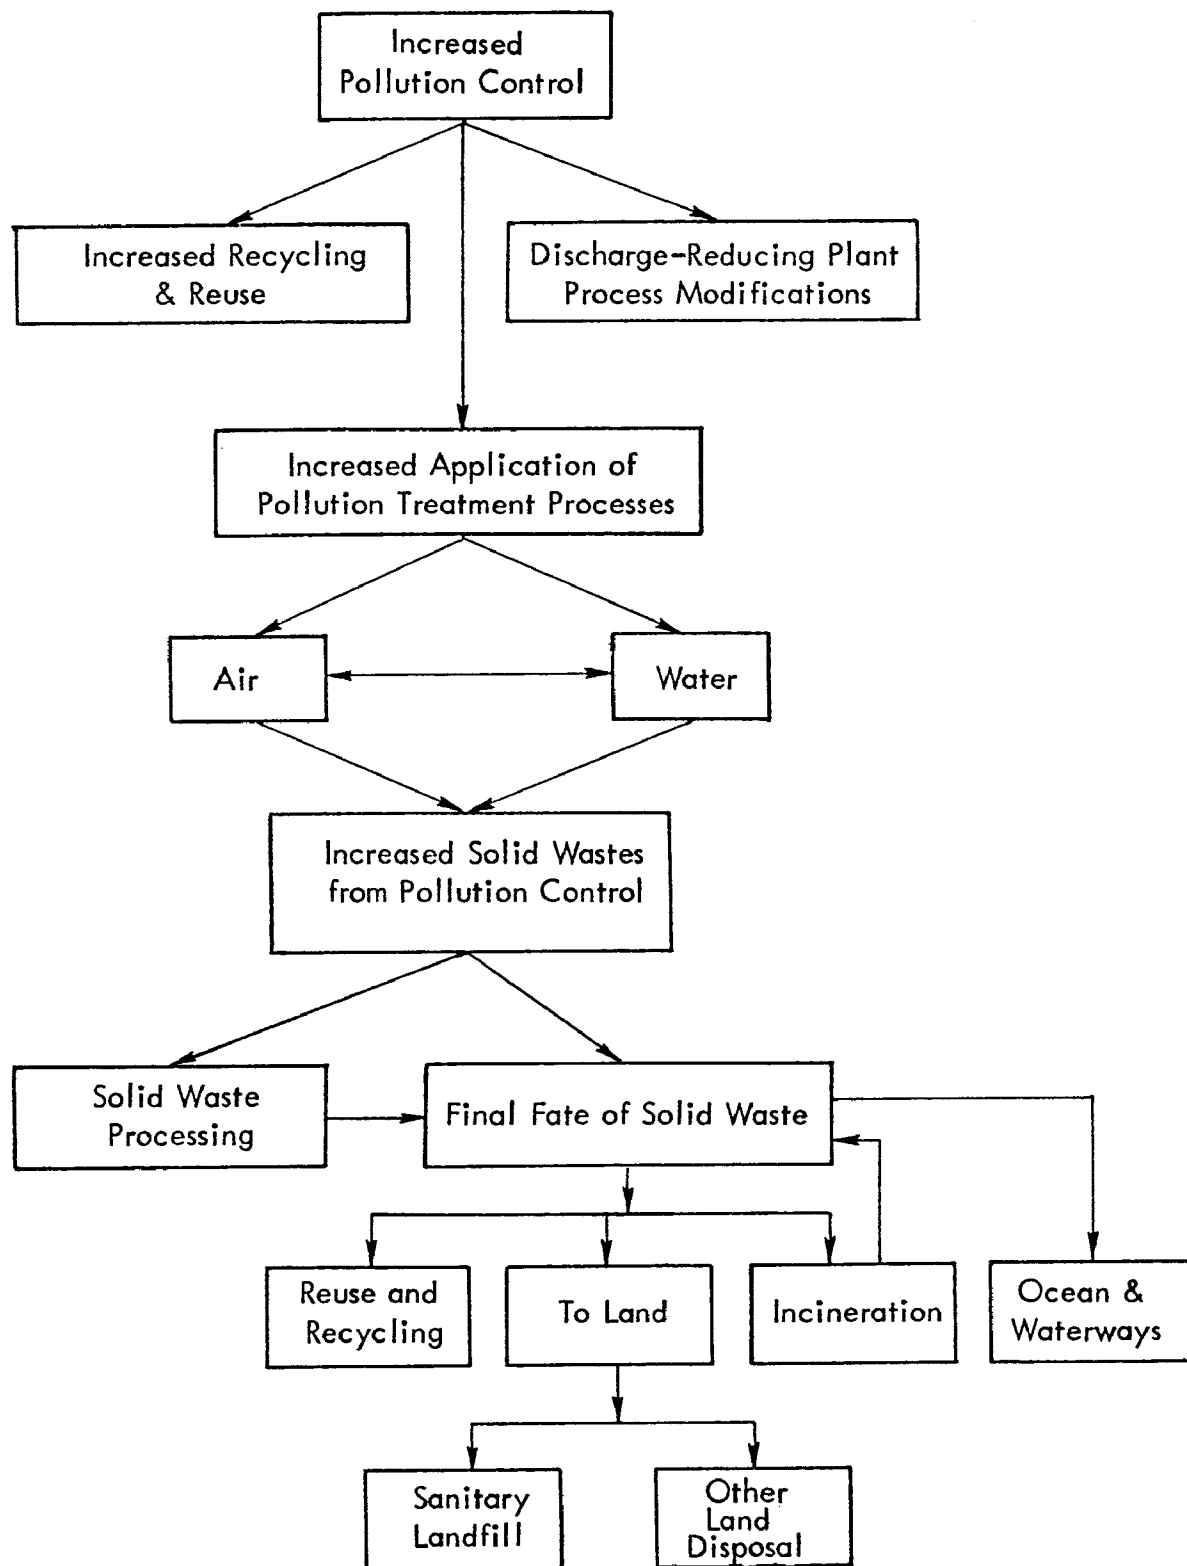 Increased
Pollution Control
Increased Recycling
& Reuse
Discharge-Reducing Plant
Process Modifications
Increased Application of
Pollution Treatment Processes
Air
Water
Increased Solid Wastes
from Pollution Control
Solid Waste
Processing
Final Fate of Solid Waste
Reuse and
Recycling
To Land
Incineration
Ocean &
Waterways
Sanitary
Landfill
Other
Land
Disposal